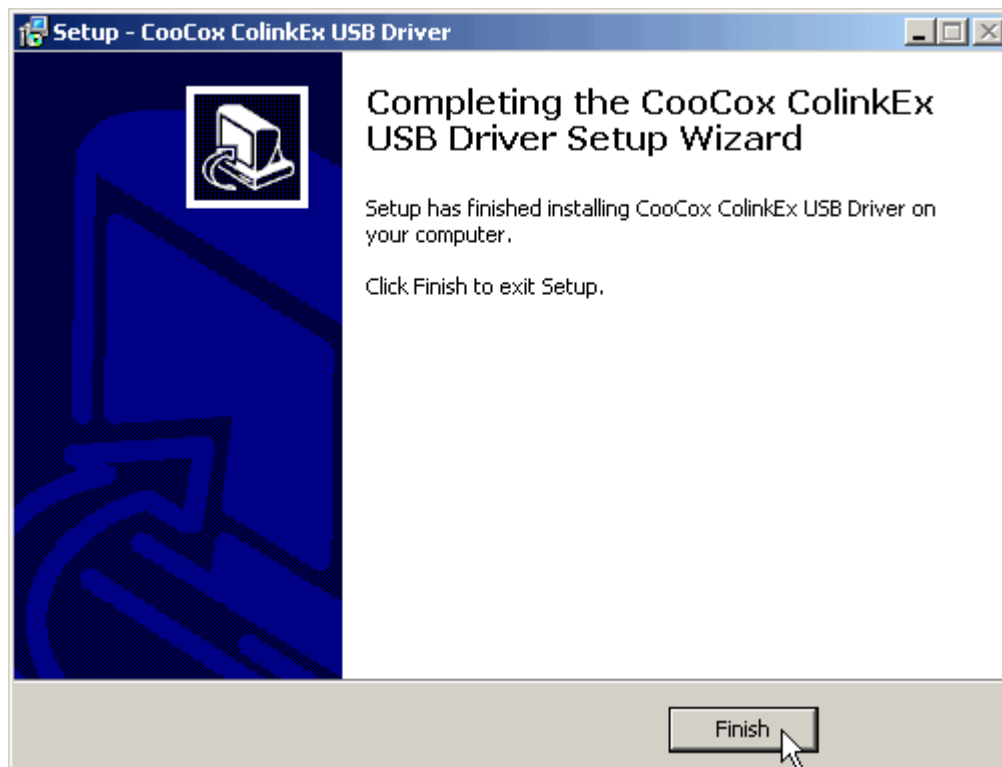 Setup - CooCox ColinkEx USB Driver
Completing the CooCox ColinkEx
USB Driver Setup Wizard
Setup has finished installing CooCox ColinkEx USB Driver on
your computer.
Click Finish to exit Setup.
Finish